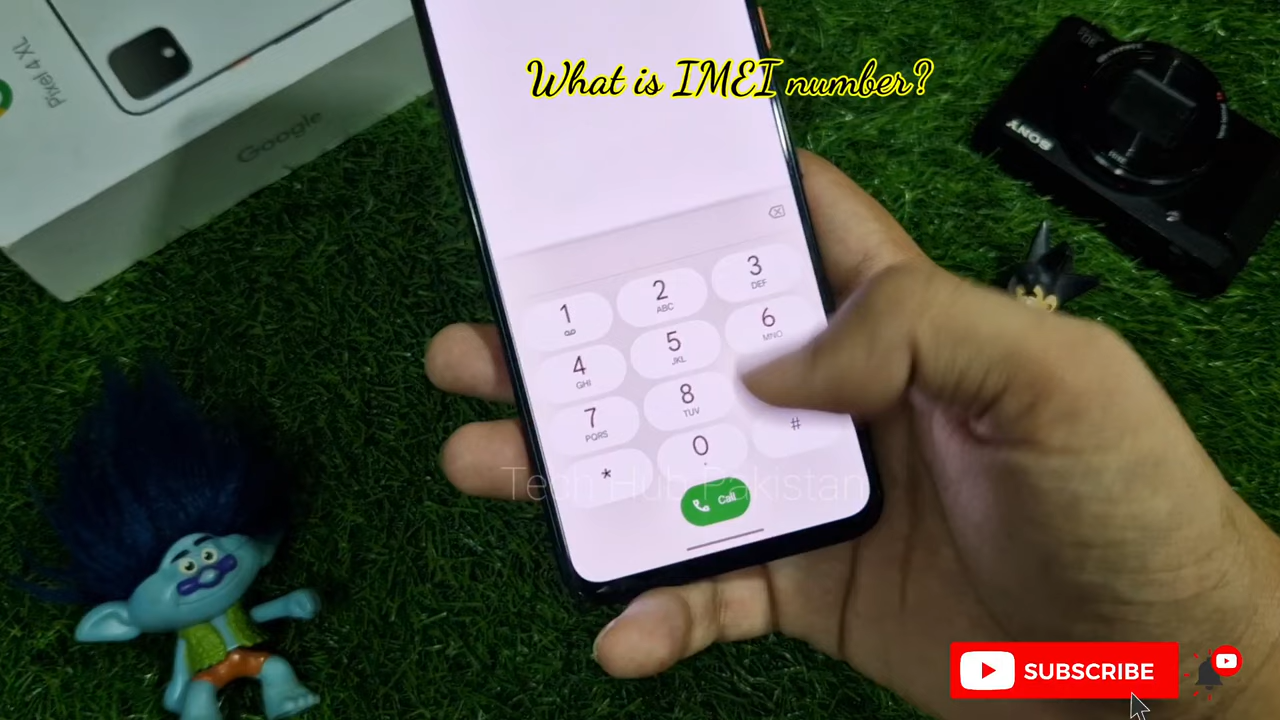 What is IMEI number?
Pixel 4 XL
Google
SONY
1
2
ABC
3
DEF
4
GHI
5
JKL
6
MNO
7
PQRS
8
TUV
*
0
#
Call
Tech Hub Pakistan
SUBSCRIBE